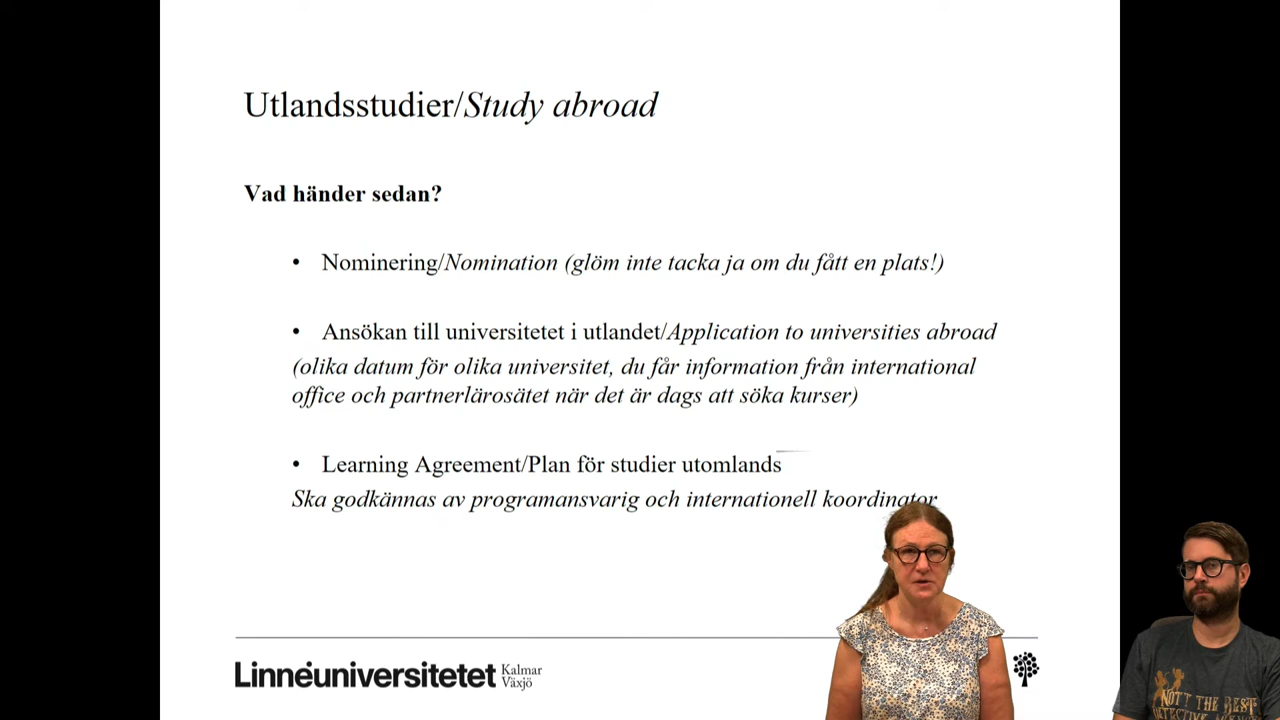 Utlandsstudier/Study abroad
Vad händer sedan?
• Nominering/Nomination (glöm inte tacka ja om du fått en plats!)
• Ansökan till universitetet i utlandet/Application to universities abroad
(olika datum för olika universitet, du får information från international
office och partnerlärosätet när det är dags att söka kurser)
• Learning Agreement/Plan för studier utomlands
Ska godkännas av programansvarig och internationell koordinator
Linnéuniversitetet
Kalmar
Växjö
NOT THE BEST